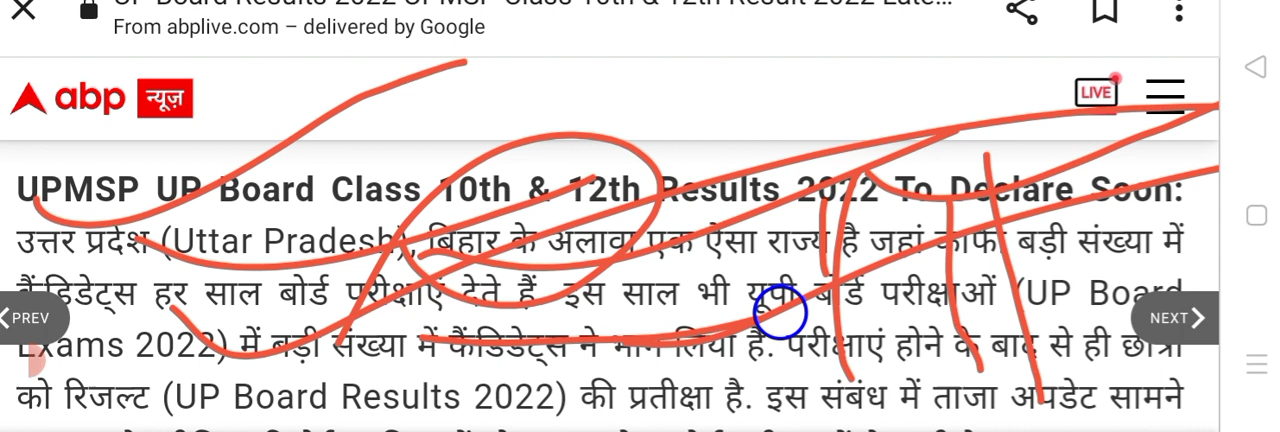 From abplive.com – delivered by Google
abp न्यूज़
LIVE
UPMSP UP Board Class 10th & 12th Results 2022 To Declare Soon:
उत्तर प्रदेश (Uttar Pradesh), बिहार के अलावा एक ऐसा राज्य है जहां काफी बड़ी संख्या में
कैंडिडेट्स हर साल बोर्ड परीक्षाएं देते हैं. इस साल भी यूपी बोर्ड परीक्षाओं (UP Board
PREV
NEXT
Exams 2022) में बड़ी संख्या में कैंडिडेट्स ने भाग लिया है. परीक्षाएं होने के बाद से ही छात्रों
को रिजल्ट (UP Board Results 2022) की प्रतीक्षा है. इस संबंध में ताजा अपडेट सामने